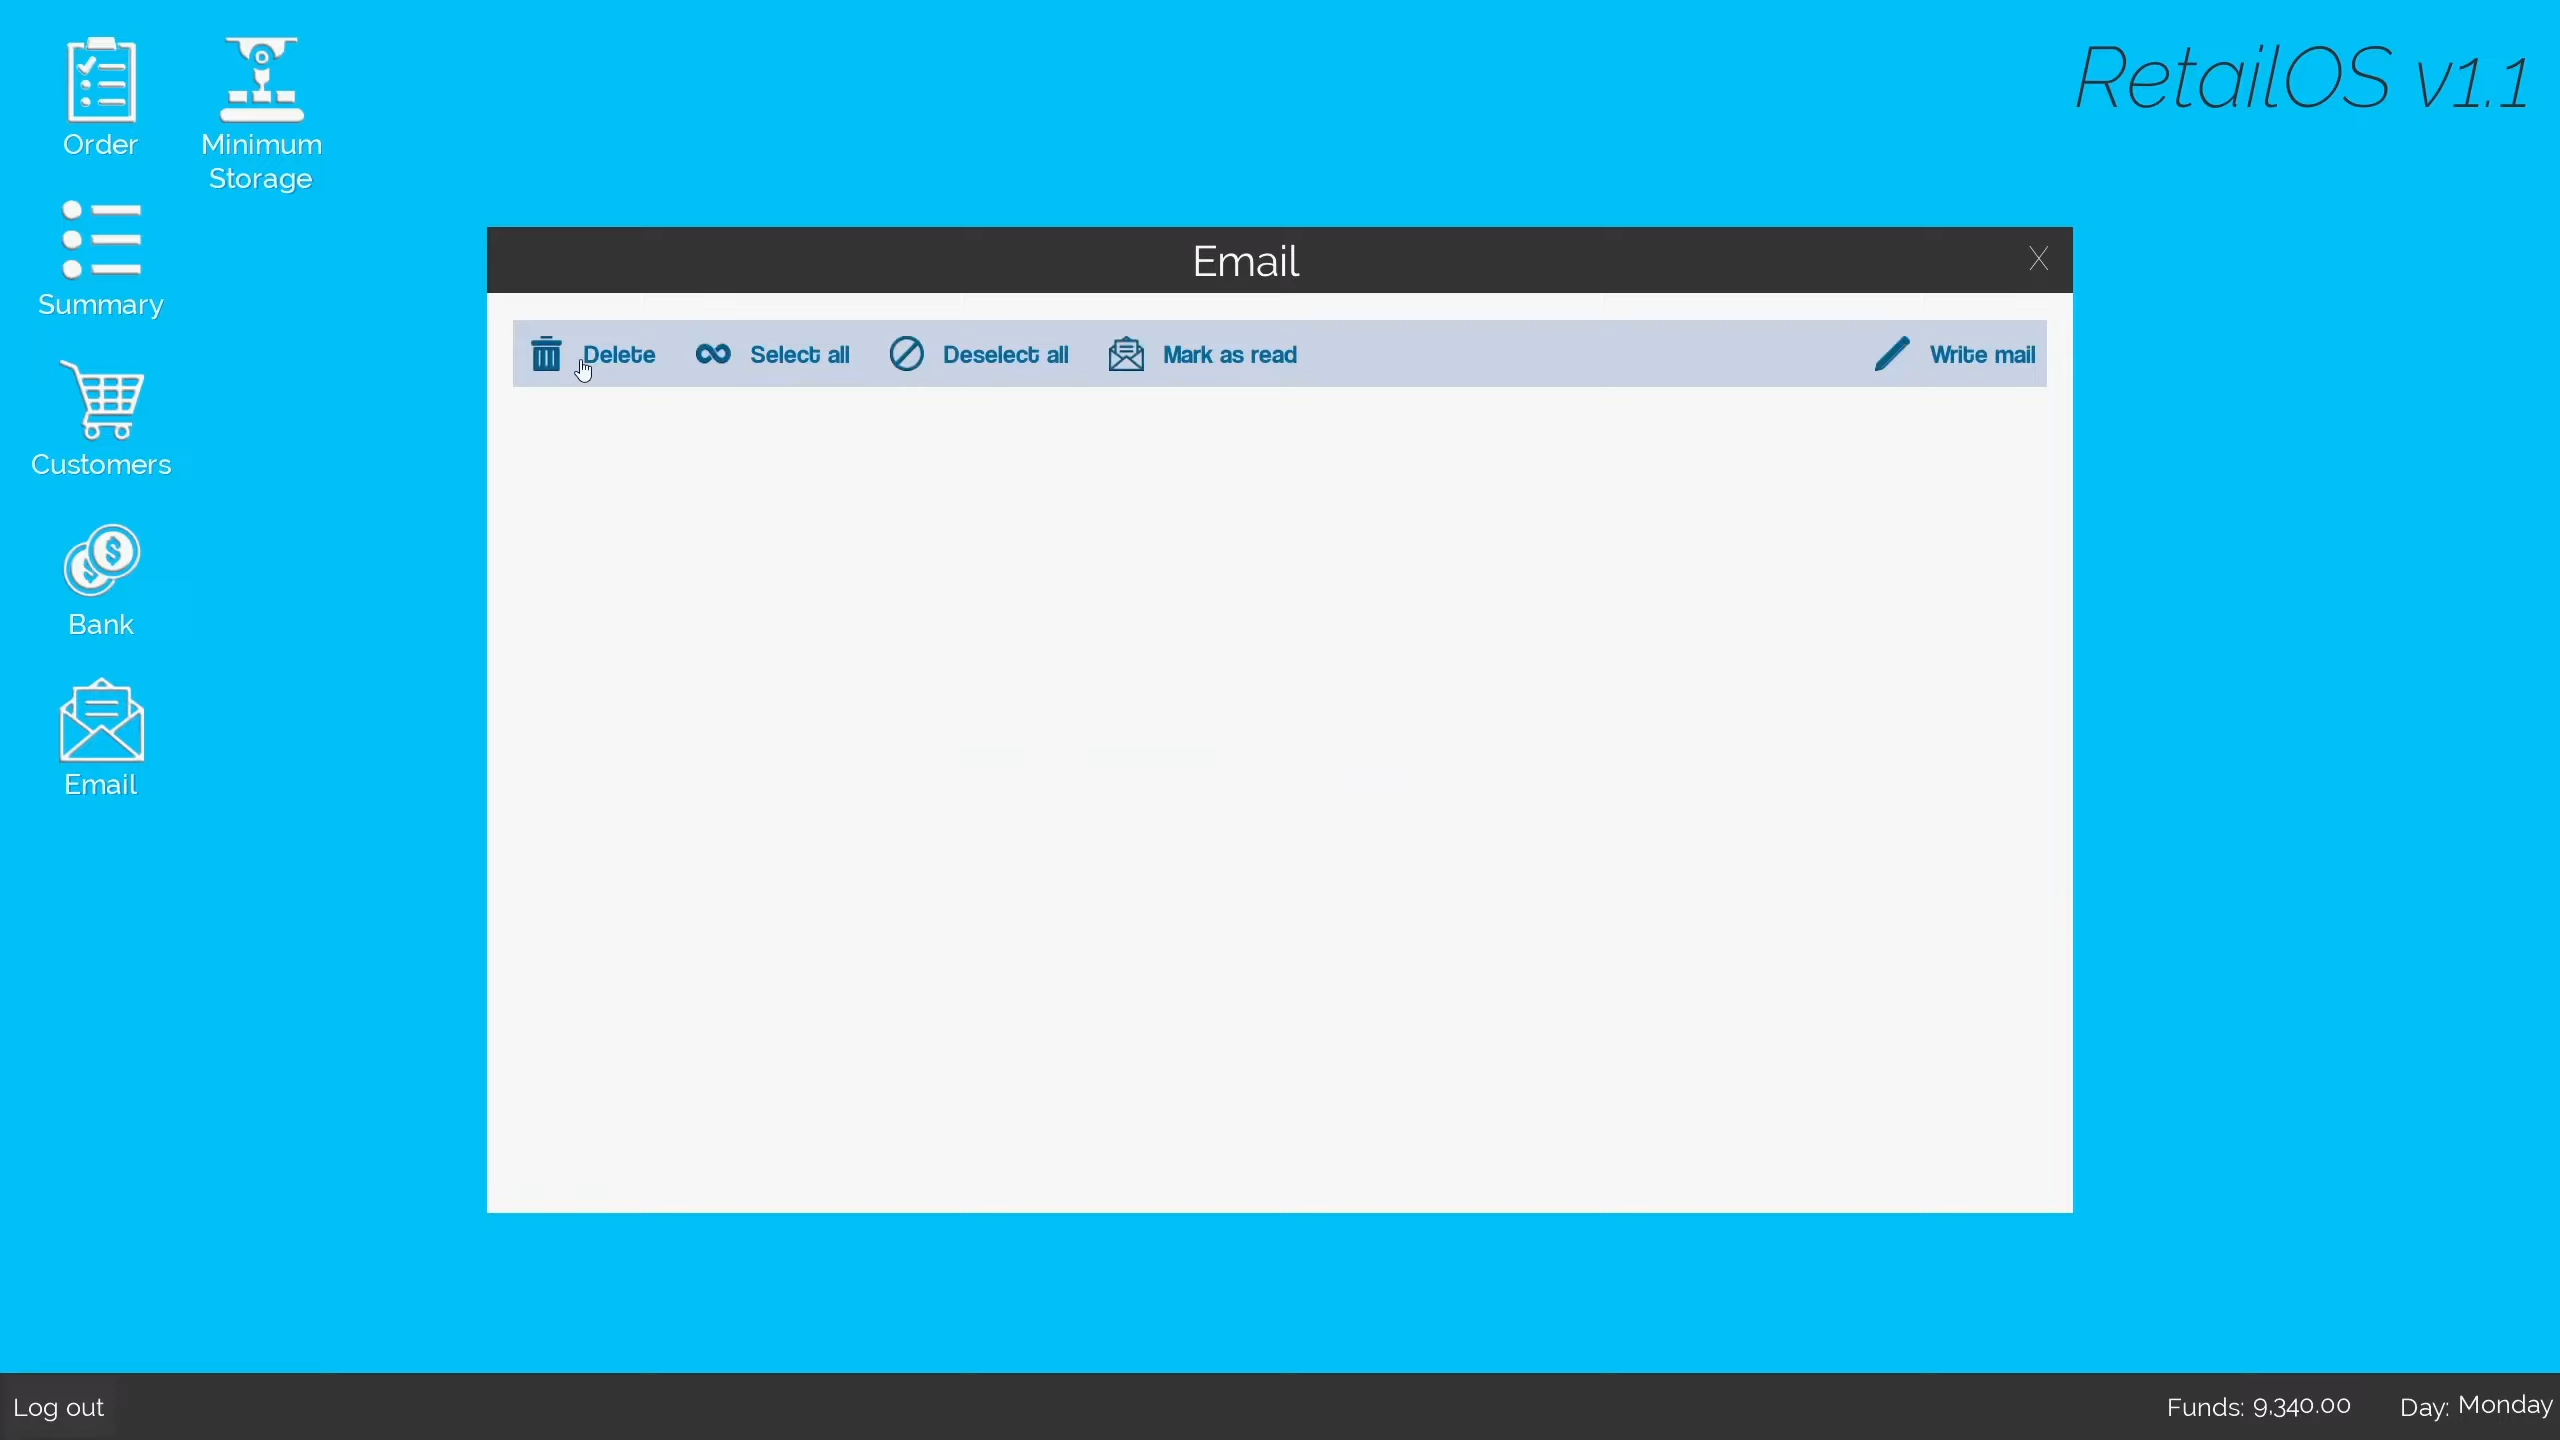 RetailOS v1.1
Order
Minimum
Storage
Summary
Customers
Bank
Email
Email
X
Delete
Select all
Deselect all
Mark as read
Write mail
Log out
Funds: 9,340.00
Day: Monday